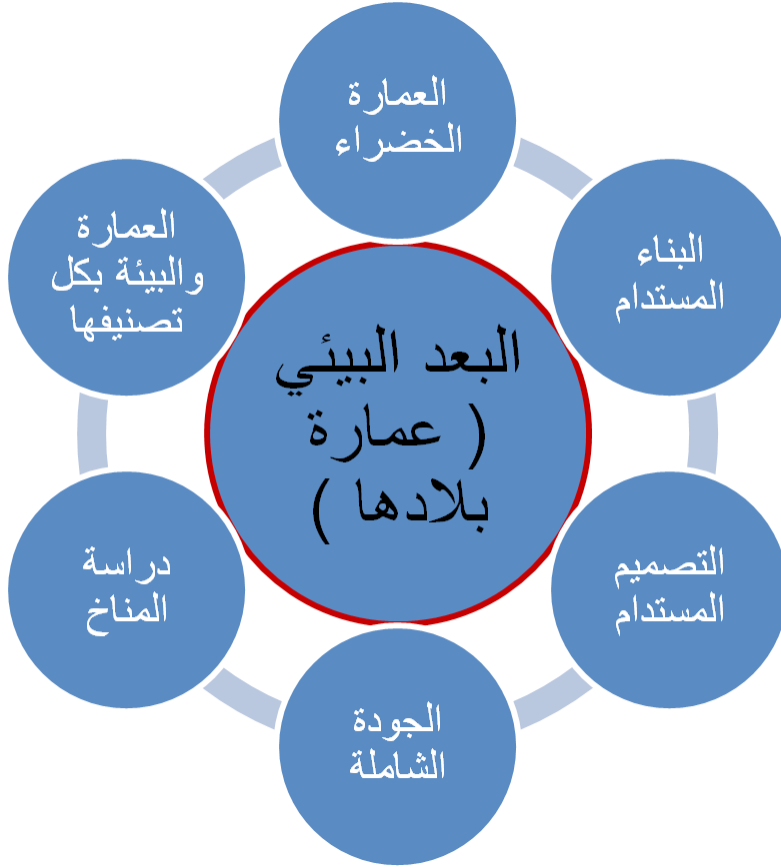 العمارة
الخضراء
البناء
المستدام
التصميم
المستدام
الجودة
الشاملة
دراسة
المناخ
العمارة
والبيئة بكل
تصنيفها
البعد البيئي
( عمارة
بلادها )